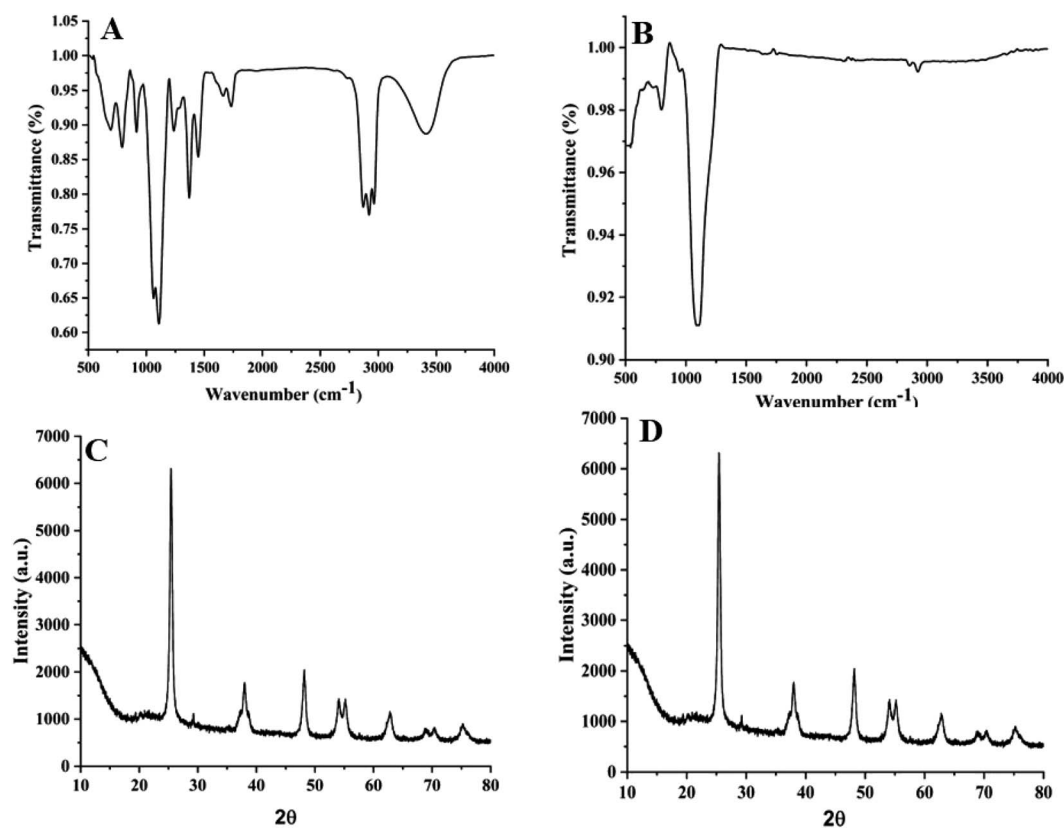 A
1.05
1.00
0.95
0.90
0.85
0.80
0.75
0.70
0.65
0.60
Transmittance (%)
500 1000 1500 2000 2500 3000 3500 4000
Wavenumber (cm-1)
B
1.00
0.98
0.96
0.94
0.92
0.90
Transmittance (%)
500 1000 1500 2000 2500 3000 3500 4000
Wavenumber (cm-1)
C
7000
6000
5000
4000
3000
2000
1000
0
Intensity (a.u.)
10 20 30 40 50 60 70 80
2θ
D
7000
6000
5000
4000
3000
2000
1000
0
Intensity (a.u.)
10 20 30 40 50 60 70 80
2θ